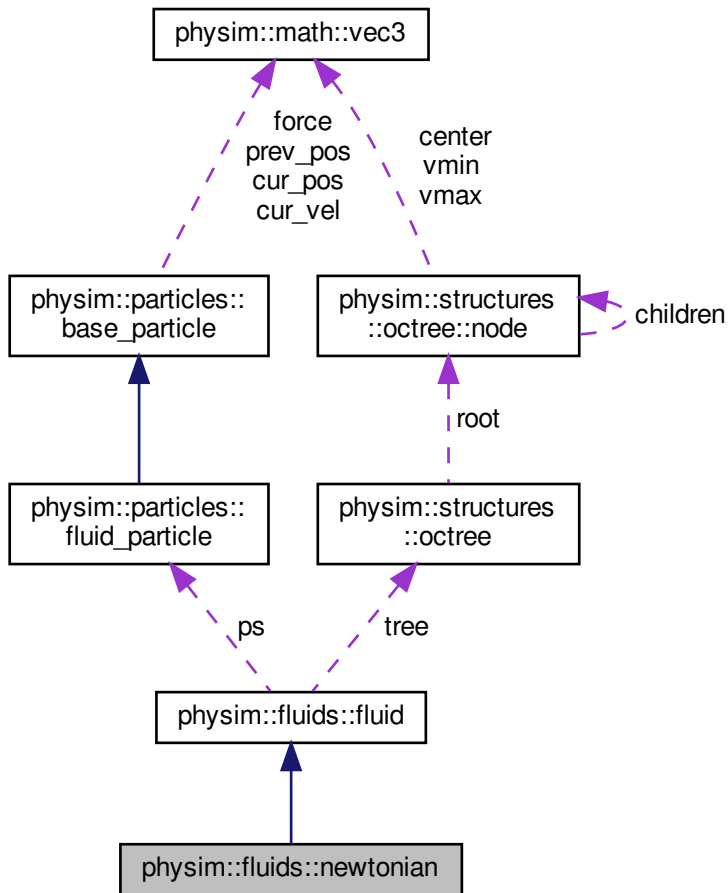 physim::math::vec3
force
prev_pos
cur_pos
cur_vel
center
vmin
vmax
physim::particles::
base_particle
physim::structures
::octree::node
children
root
physim::particles::
fluid_particle
physim::structures
::octree
ps
tree
physim::fluids::fluid
physim::fluids::newtonian